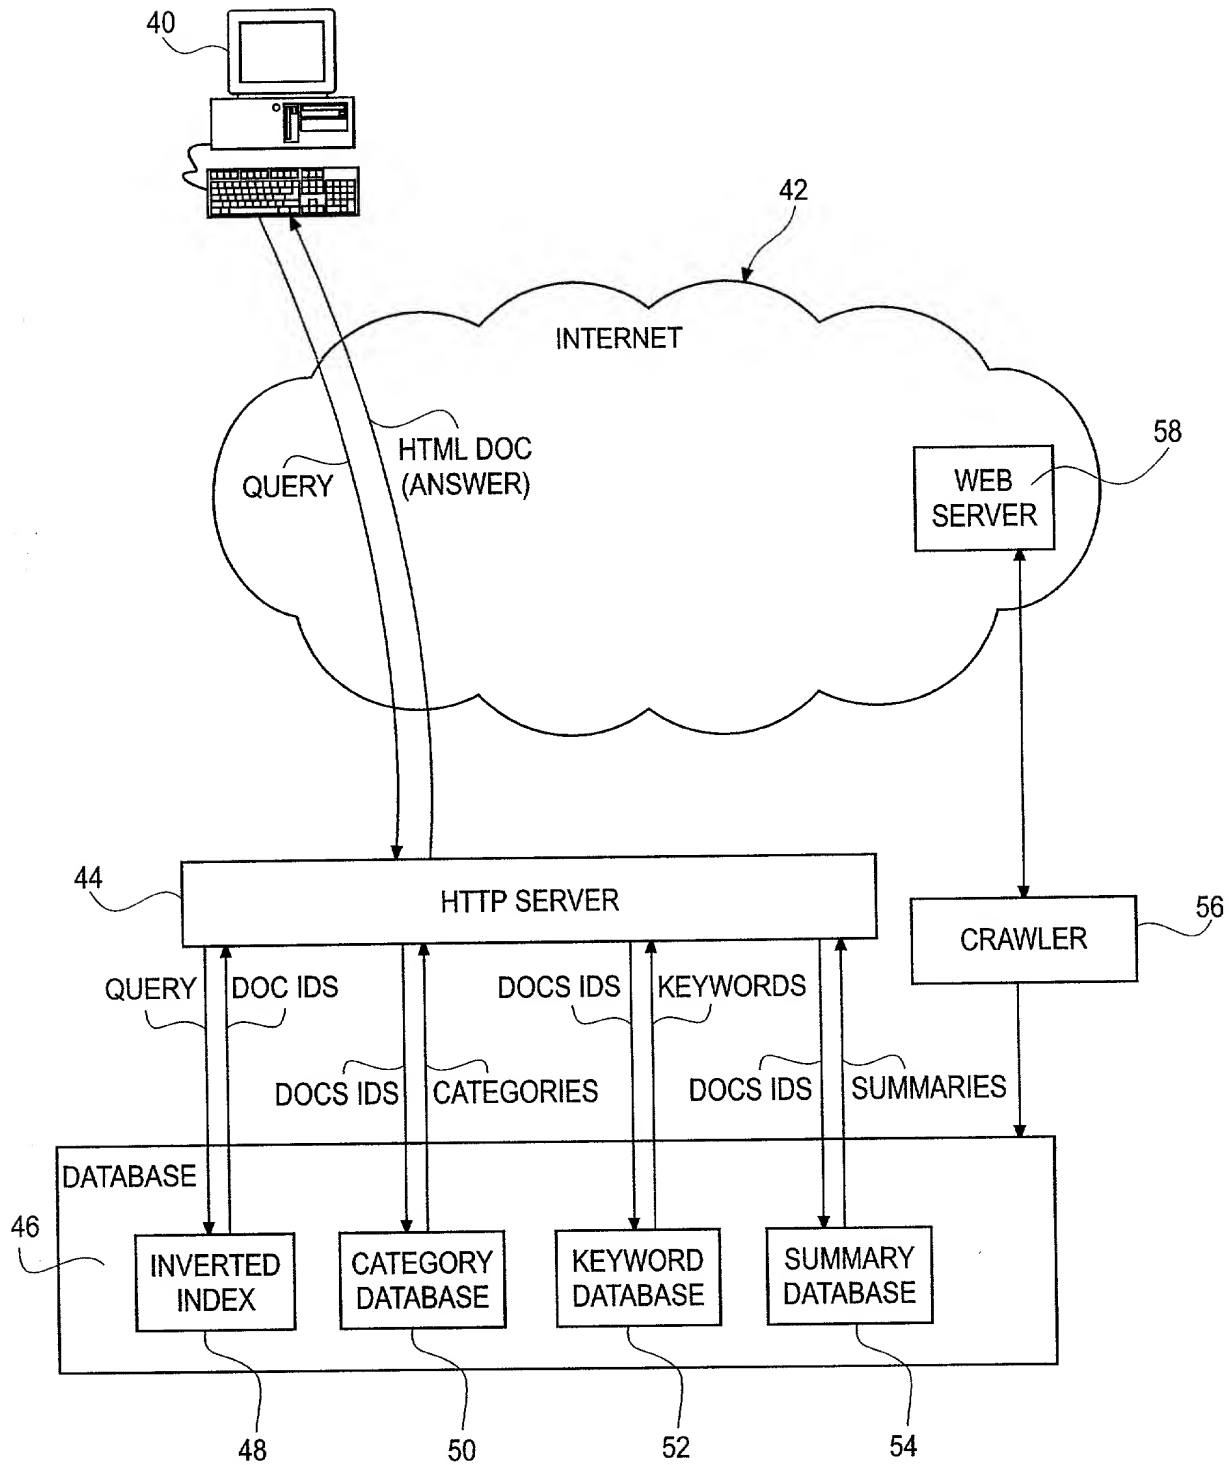 40
42
INTERNET
58
HTML DOC
(ANSWER)
QUERY
WEB
SERVER
44
HTTP SERVER
56
CRAWLER
QUERY
DOC IDS
DOCS IDS
KEYWORDS
DOCS IDS
CATEGORIES
DOCS IDS
SUMMARIES
DATABASE
46
INVERTED
INDEX
CATEGORY
DATABASE
KEYWORD
DATABASE
SUMMARY
DATABASE
48
50
52
54